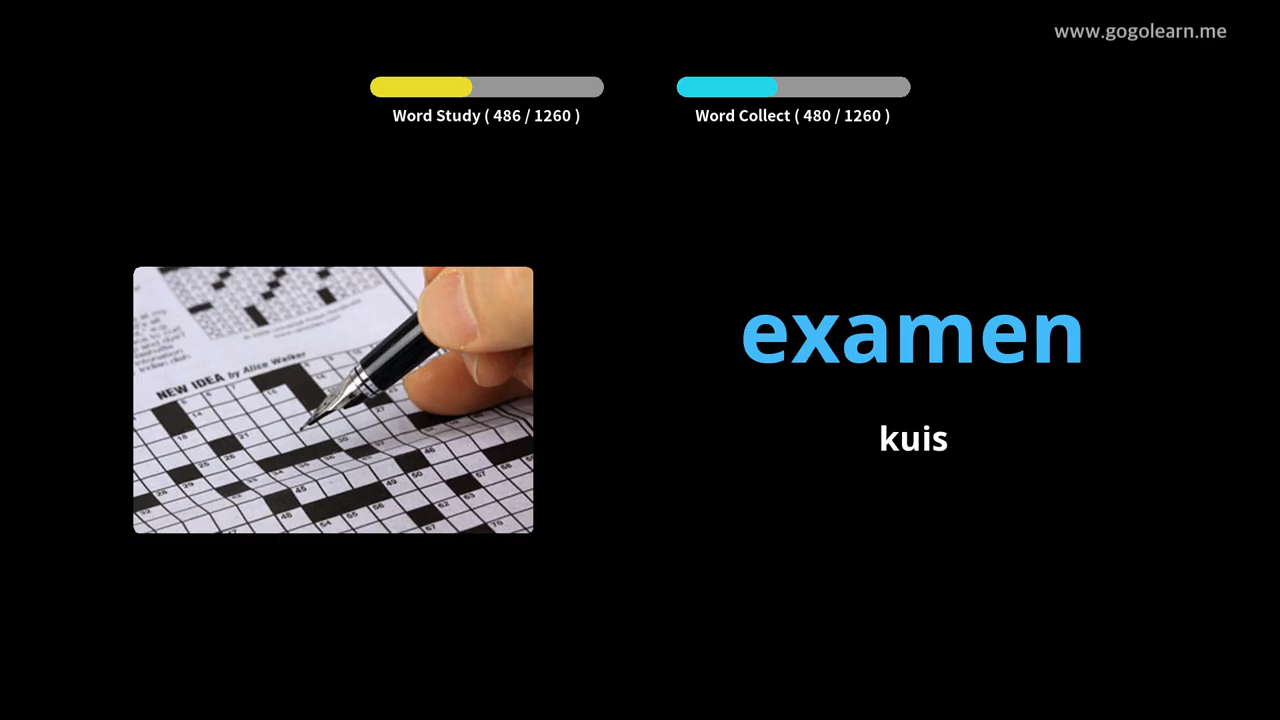 www.gogolearn.me
Word Study ( 486 / 1260 )
Word Collect ( 480 / 1260 )
NEW IDEA by Alice Walker
examen
kuis